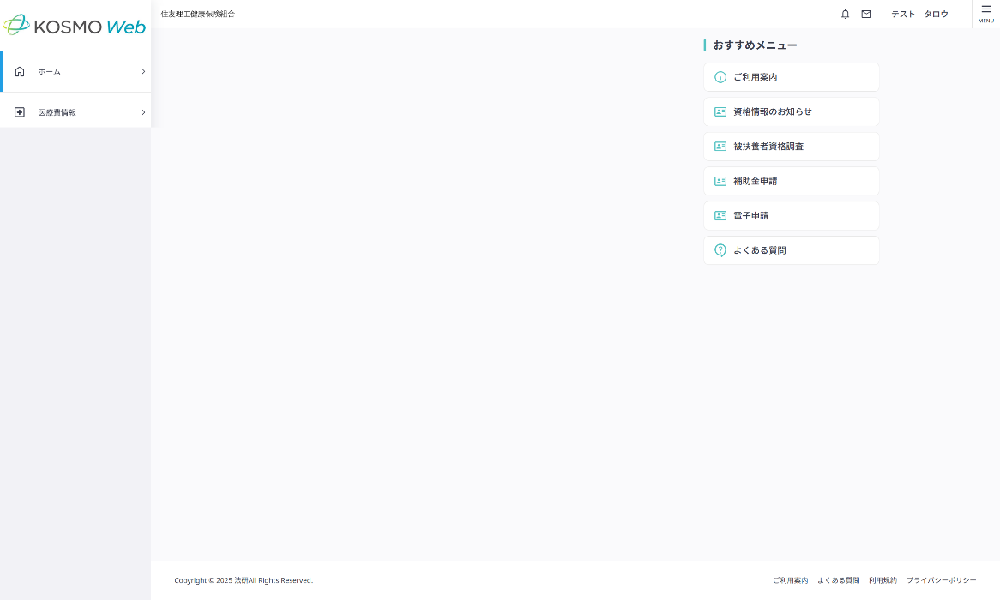 KOSMO Web
住友理工健康保険組合
テスト タロウ
MENU
ホーム
医療費情報
おすすめメニュー
ご利用案内
資格情報のお知らせ
被扶養者資格調査
補助金申請
電子申請
よくある質問
Copyright © 2025 法研All Rights Reserved.
ご利用案内 よくある質問 利用規約 プライバシーポリシー